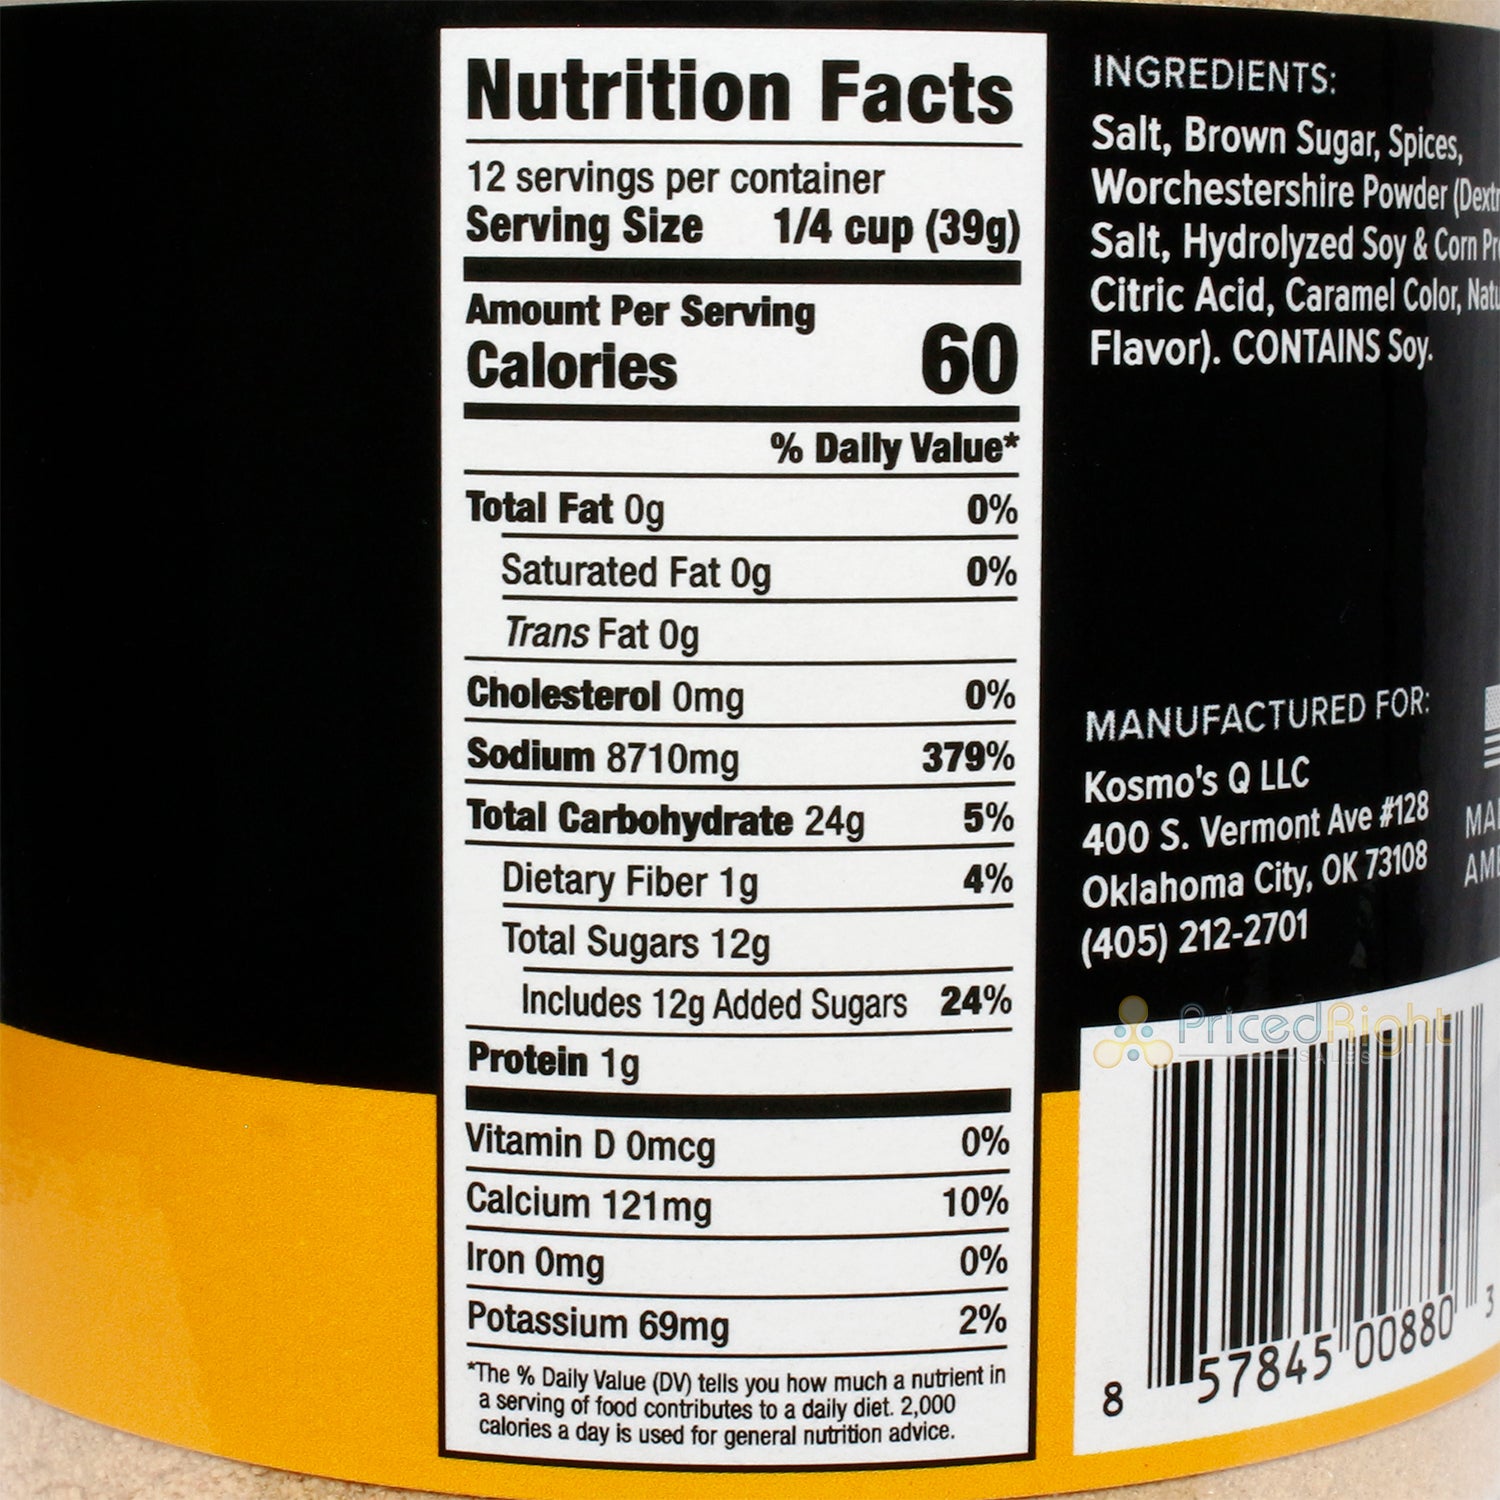 Nutrition Facts
12 servings per container
Serving Size 1/4 cup (39g)
Amount Per Serving
Calories 60
% Daily Value*
Total Fat 0g 0%
Saturated Fat 0g 0%
Trans Fat 0g
Cholesterol 0mg 0%
Sodium 8710mg 379%
Total Carbohydrate 24g 5%
Dietary Fiber 1g 4%
Total Sugars 12g
Includes 12g Added Sugars 24%
Protein 1g
Vitamin D 0mcg 0%
Calcium 121mg 10%
Iron 0mg 0%
Potassium 69mg 2%
*The % Daily Value (DV) tells you how much a nutrient in
a serving of food contributes to a daily diet. 2,000
calories a day is used for general nutrition advice.
INGREDIENTS:
Salt, Brown Sugar, Spices,
Worchestershire Powder
Salt, Hydrolyzed Soy & Corn
Citric Acid, Caramel Color,
Flavor). CONTAINS Soy.
MANUFACTURED FOR:
Kosmo's Q LLC
400 S. Vermont Ave #128
Oklahoma City, OK 73108
(405) 212-2701
PricedRight
SALES
8 57845 00880 3